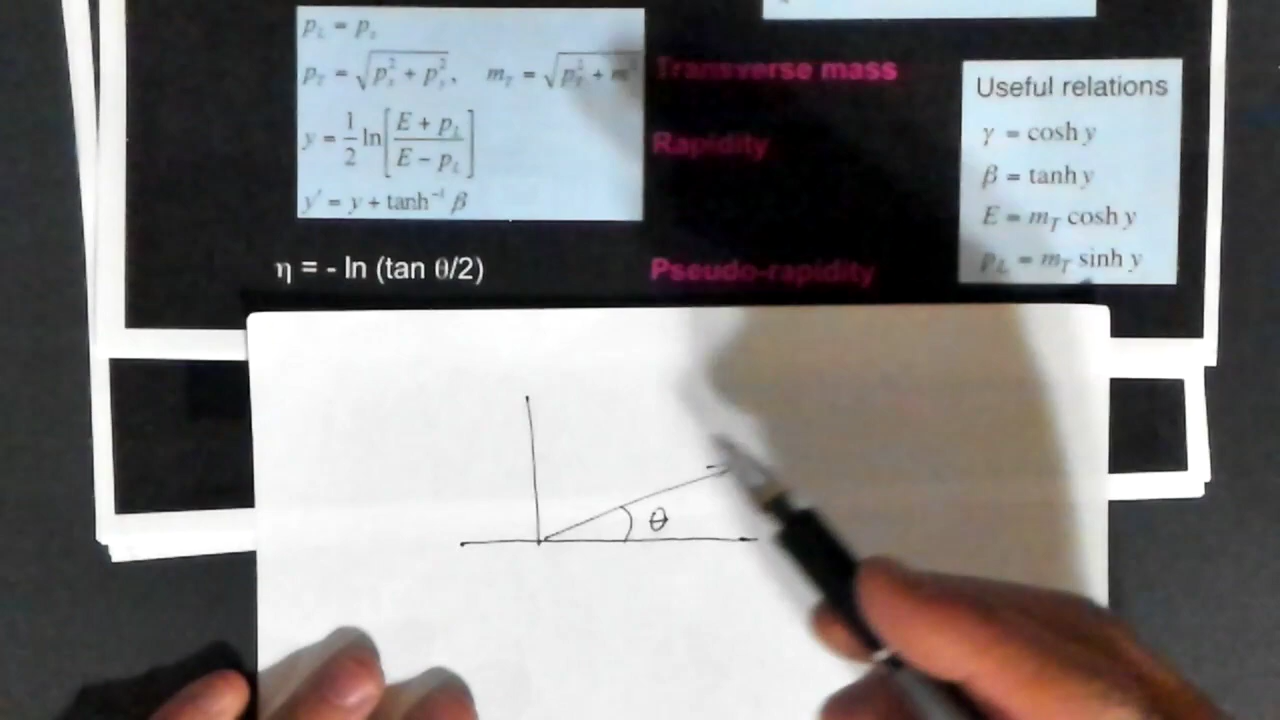 p_L = p_z
p_T = √(p_x² + p_y²), m_T = √(p_T² + m²) Transverse mass
y = 1/2 ln[(E + p_L)/(E − p_L)] Rapidity
y' = y + tanh⁻¹ β
η = - ln (tan θ/2) Pseudo-rapidity
Useful relations
γ = cosh y
β = tanh y
E = m_T cosh y
p_L = m_T sinh y
θ